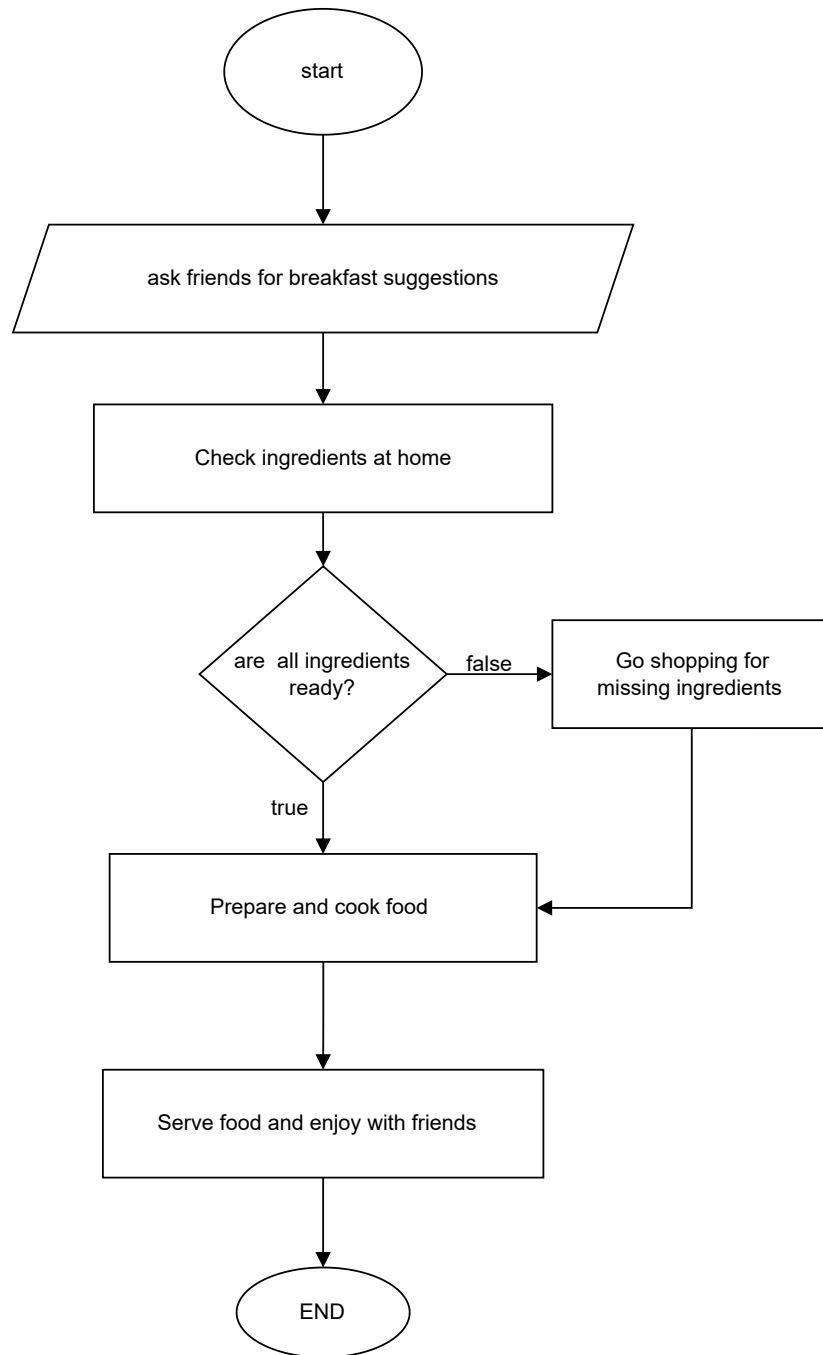 start
ask friends for breakfast suggestions
Check ingredients at home
are  all ingredients
ready?
false
Go shopping for
missing ingredients
true
Prepare and cook food
Serve food and enjoy with friends
END